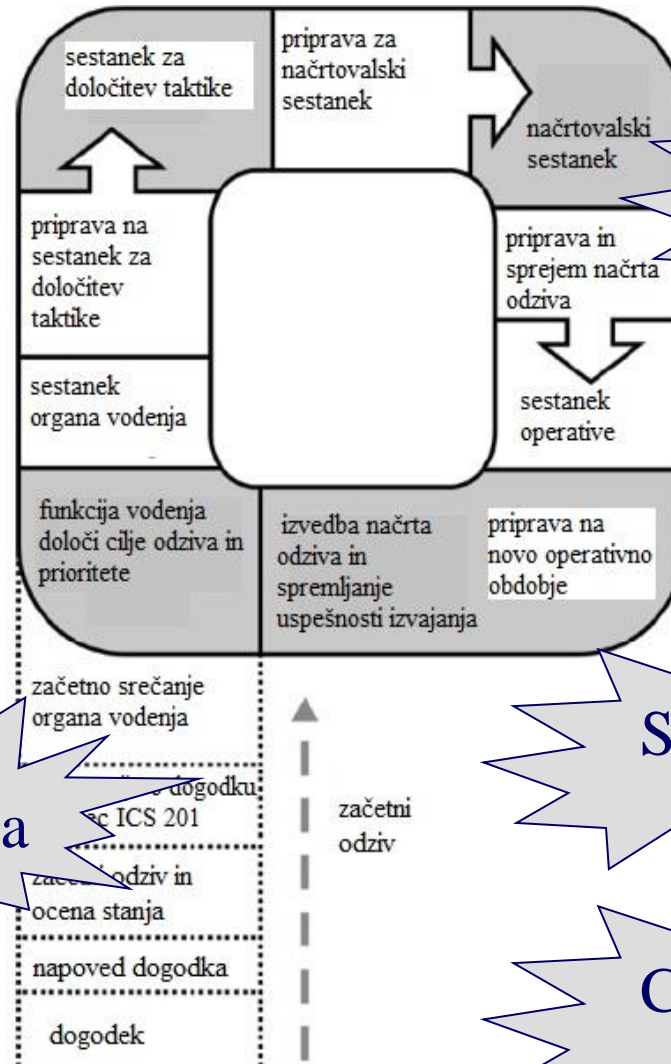 sestanek za
določitev taktike
priprava za
načrtovalski
sestanek
načrtovalski
sestanek
priprava na
sestanek za
določitev
taktike
priprava in
sprejem načrta
odziva
sestanek
organa vodenja
sestanek
operative
funkcija vodenja
določi cilje odziva in
prioritete
izvedba načrta
odziva in
spremljanje
uspešnosti izvajanja
priprava na
novo operativno
obdobje
začetno srečanje
organa vodenja
dogodku,
ICS 201
začetni
odziv
odziv in
ocena stanja
napoved dogodka
dogodek